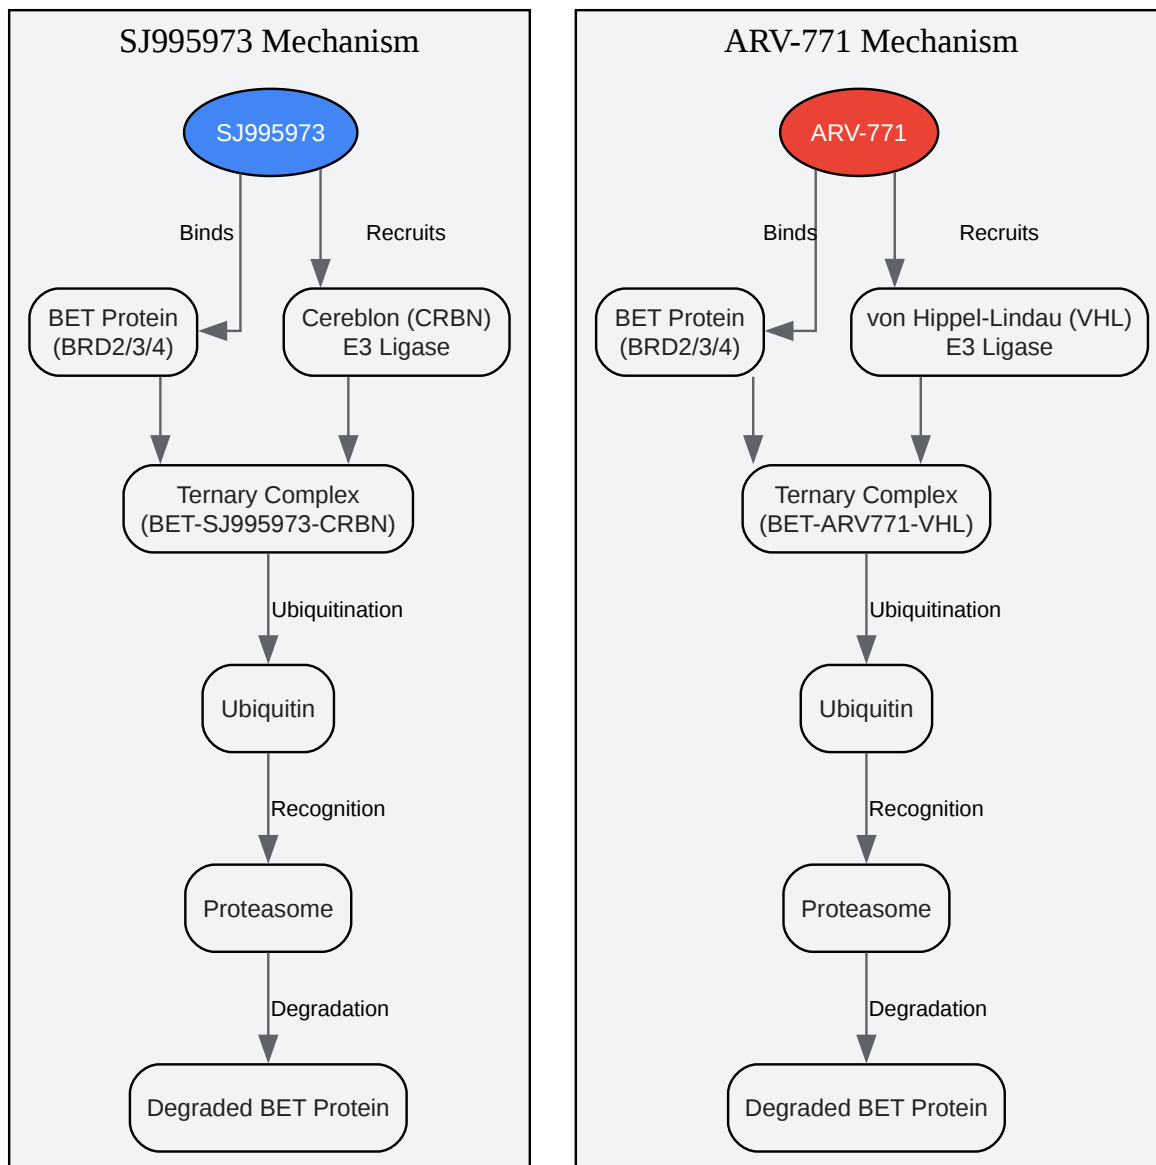 SJ995973 Mechanism
SJ995973
Binds
Recruits
BET Protein
(BRD2/3/4)
Cereblon (CRBN)
E3 Ligase
Ternary Complex
(BET-SJ995973-CRBN)
Ubiquitination
Ubiquitin
Recognition
Proteasome
Degradation
Degraded BET Protein
ARV-771 Mechanism
ARV-771
Binds
Recruits
BET Protein
(BRD2/3/4)
von Hippel-Lindau (VHL)
E3 Ligase
Ternary Complex
(BET-ARV771-VHL)
Ubiquitination
Ubiquitin
Recognition
Proteasome
Degradation
Degraded BET Protein